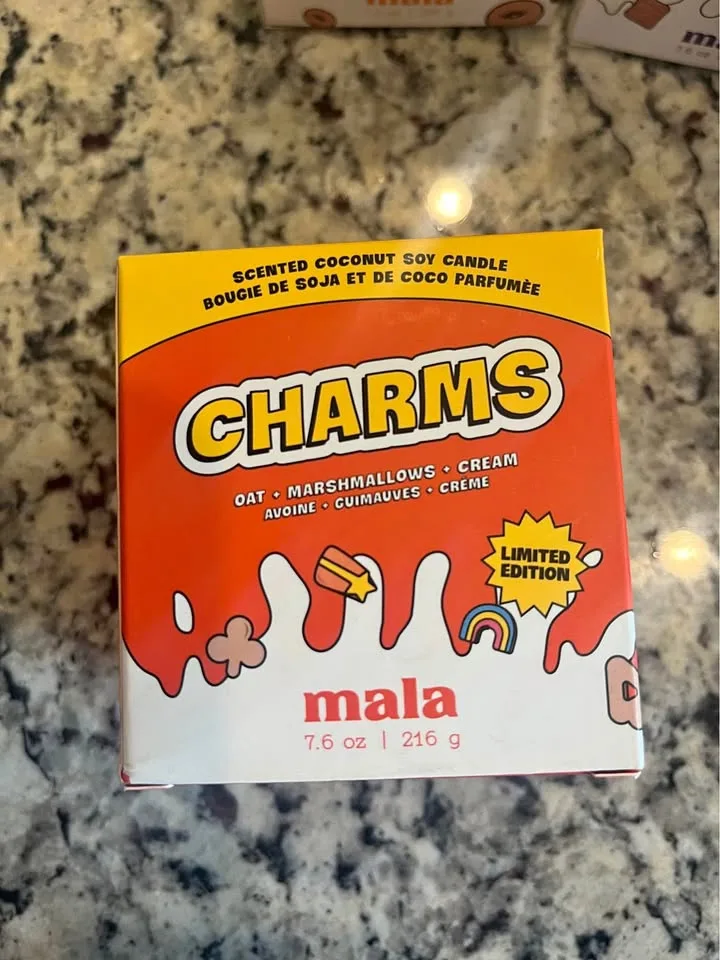 SCENTED COCONUT SOY CANDLE
BOUGIE DE SOJA ET DE COCO PARFUMÈE
CHARMS
OAT + MARSHMALLOWS + CREAM
AVOINE + GUIMAUVES + CRÈME
LIMITED
EDITION
mala
7.6 oz | 216 g